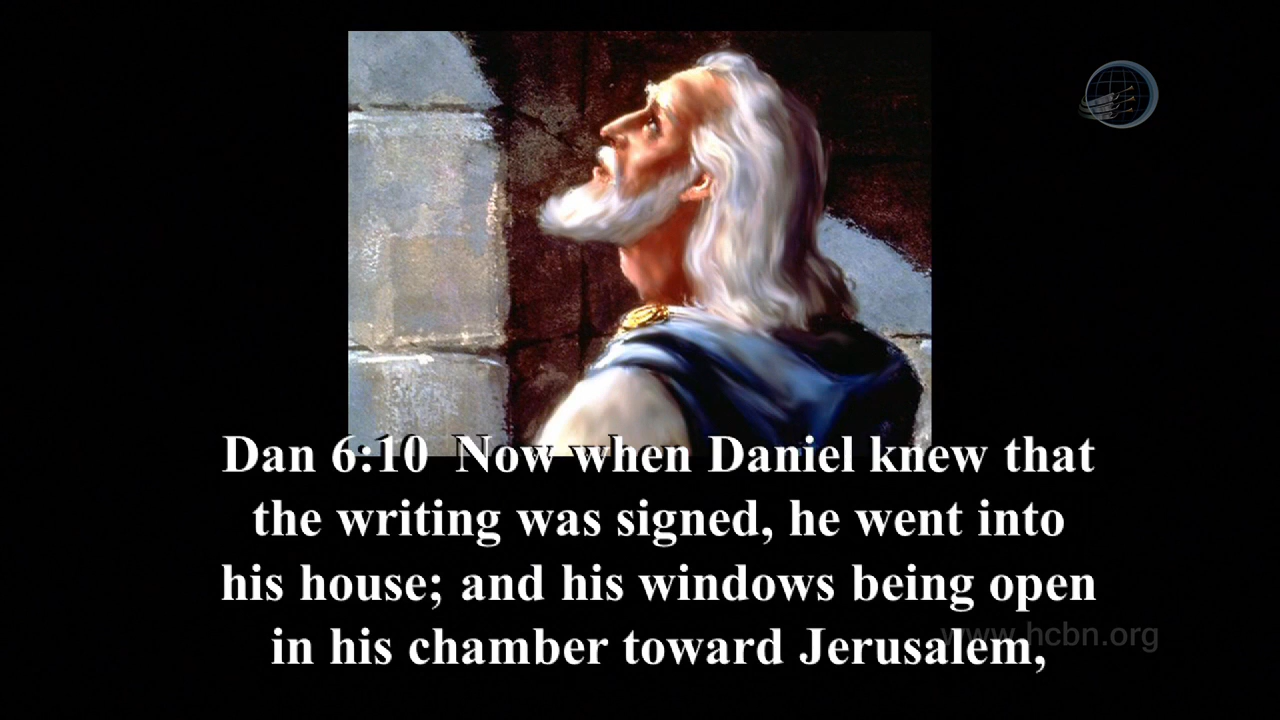 Dan 6:10 Now when Daniel knew that
the writing was signed, he went into
his house; and his windows being open
in his chamber toward Jerusalem,
www.hcbn.org